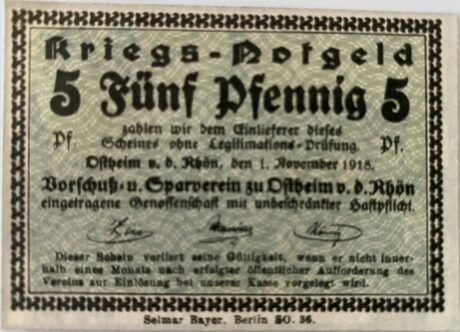 Kriegs-Notgeld
5 Fünf Pfennig 5
Pf. zahlen wir dem Einlieferer dieses Pf.
Scheines ohne Legitimations-Prüfung.
Ostheim v. d. Rhön, den 1. November 1918.
Vorschuß- u. Sparverein zu Ostheim v. d. Rhön
eingetragene Genossenschaft mit unbeschränkter Haftpflicht.
Dieser Schein verliert seine Gültigkeit, wenn er nicht inner-
halb eines Monats nach erfolgter öffentlicher Aufforderung des
Vereins zur Einlösung bei unserer Kasse vorgelegt wird.
Selmar Bayer, Berlin SO. 36.